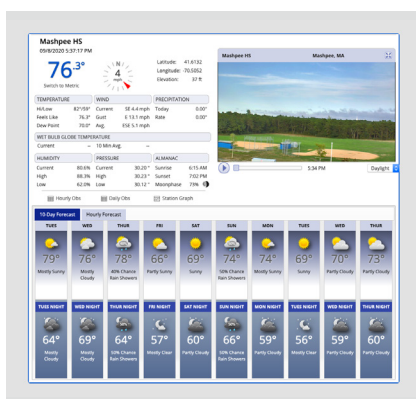 Mashpee HS
09/8/2020 5:37:17 PM
76.3°
Switch to Metric
N
4
mph
Latitude: 41.6132
Longitude: -70.5052
Elevation: 37 ft
Mashpee HS Mashpee, MA
TEMPERATURE WIND PRECIPITATION
Hi/Low 82°/59° Current SE 4.4 mph Today 0.00"
Feels Like 76.3° Gust E 13.1 mph Rate 0.00"
Dew Point 70.0° Avg. ESE 5.1 mph
WET BULB GLOBE TEMPERATURE
Current -- 10 Min Avg. --
HUMIDITY PRESSURE ALMANAC
Current 80.6% Current 30.20" Sunrise 6:15 AM
High 98.3% High 30.23" Sunset 7:02 PM
Low 62.0% Low 30.12" Moonphase 73%
5:34 PM Daylight
Hourly Obs Daily Obs Station Graph
10-Day Forecast Hourly Forecast
TUES WED THUR FRI SAT SUN MON TUES WED THUR
79° 76° 78° 66° 69° 74° 74° 69° 70° 73°
Mostly Sunny Mostly Cloudy 40% Chance Rain Showers Partly Sunny Sunny 50% Chance Rain Showers Mostly Sunny Sunny Partly Cloudy Partly Cloudy
TUES NIGHT WED NIGHT THUR NIGHT FRI NIGHT SAT NIGHT SUN NIGHT MON NIGHT TUES NIGHT WED NIGHT THUR NIGHT
64° 69° 64° 57° 60° 66° 59° 56° 59° 60°
Mostly Cloudy Mostly Cloudy 50% Chance Rain Showers Mostly Clear Partly Cloudy 50% Chance Rain Showers Partly Cloudy Mostly Clear Partly Cloudy Partly Cloudy